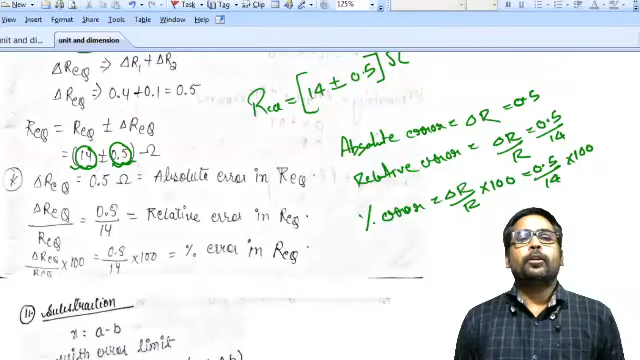 New
Task
Tag
125%
View Insert Format Pages Tools Window Help
unit and dim...
unit and dimension
ΔReq ⇒ ΔR₁ + ΔR₂
ΔReq ⇒ 0.4 + 0.1 = 0.5
Req = Req ± ΔReq
= (14 ± 0.5) Ω
(*) ΔReq = 0.5 Ω = Absolute error in Req.
ΔReq/Req = 0.5/14 = Relative error in Req
ΔReq/Req × 100 = 0.5/14 × 100 = % error in Req.
(ii) Substraction
x = a - b
with error limit
Req = [14 ± 0.5] Ω
Absolute error = ΔR = 0.5
Relative error = ΔR/R = 0.5/14
% error = ΔR/R × 100 = 0.5/14 × 100